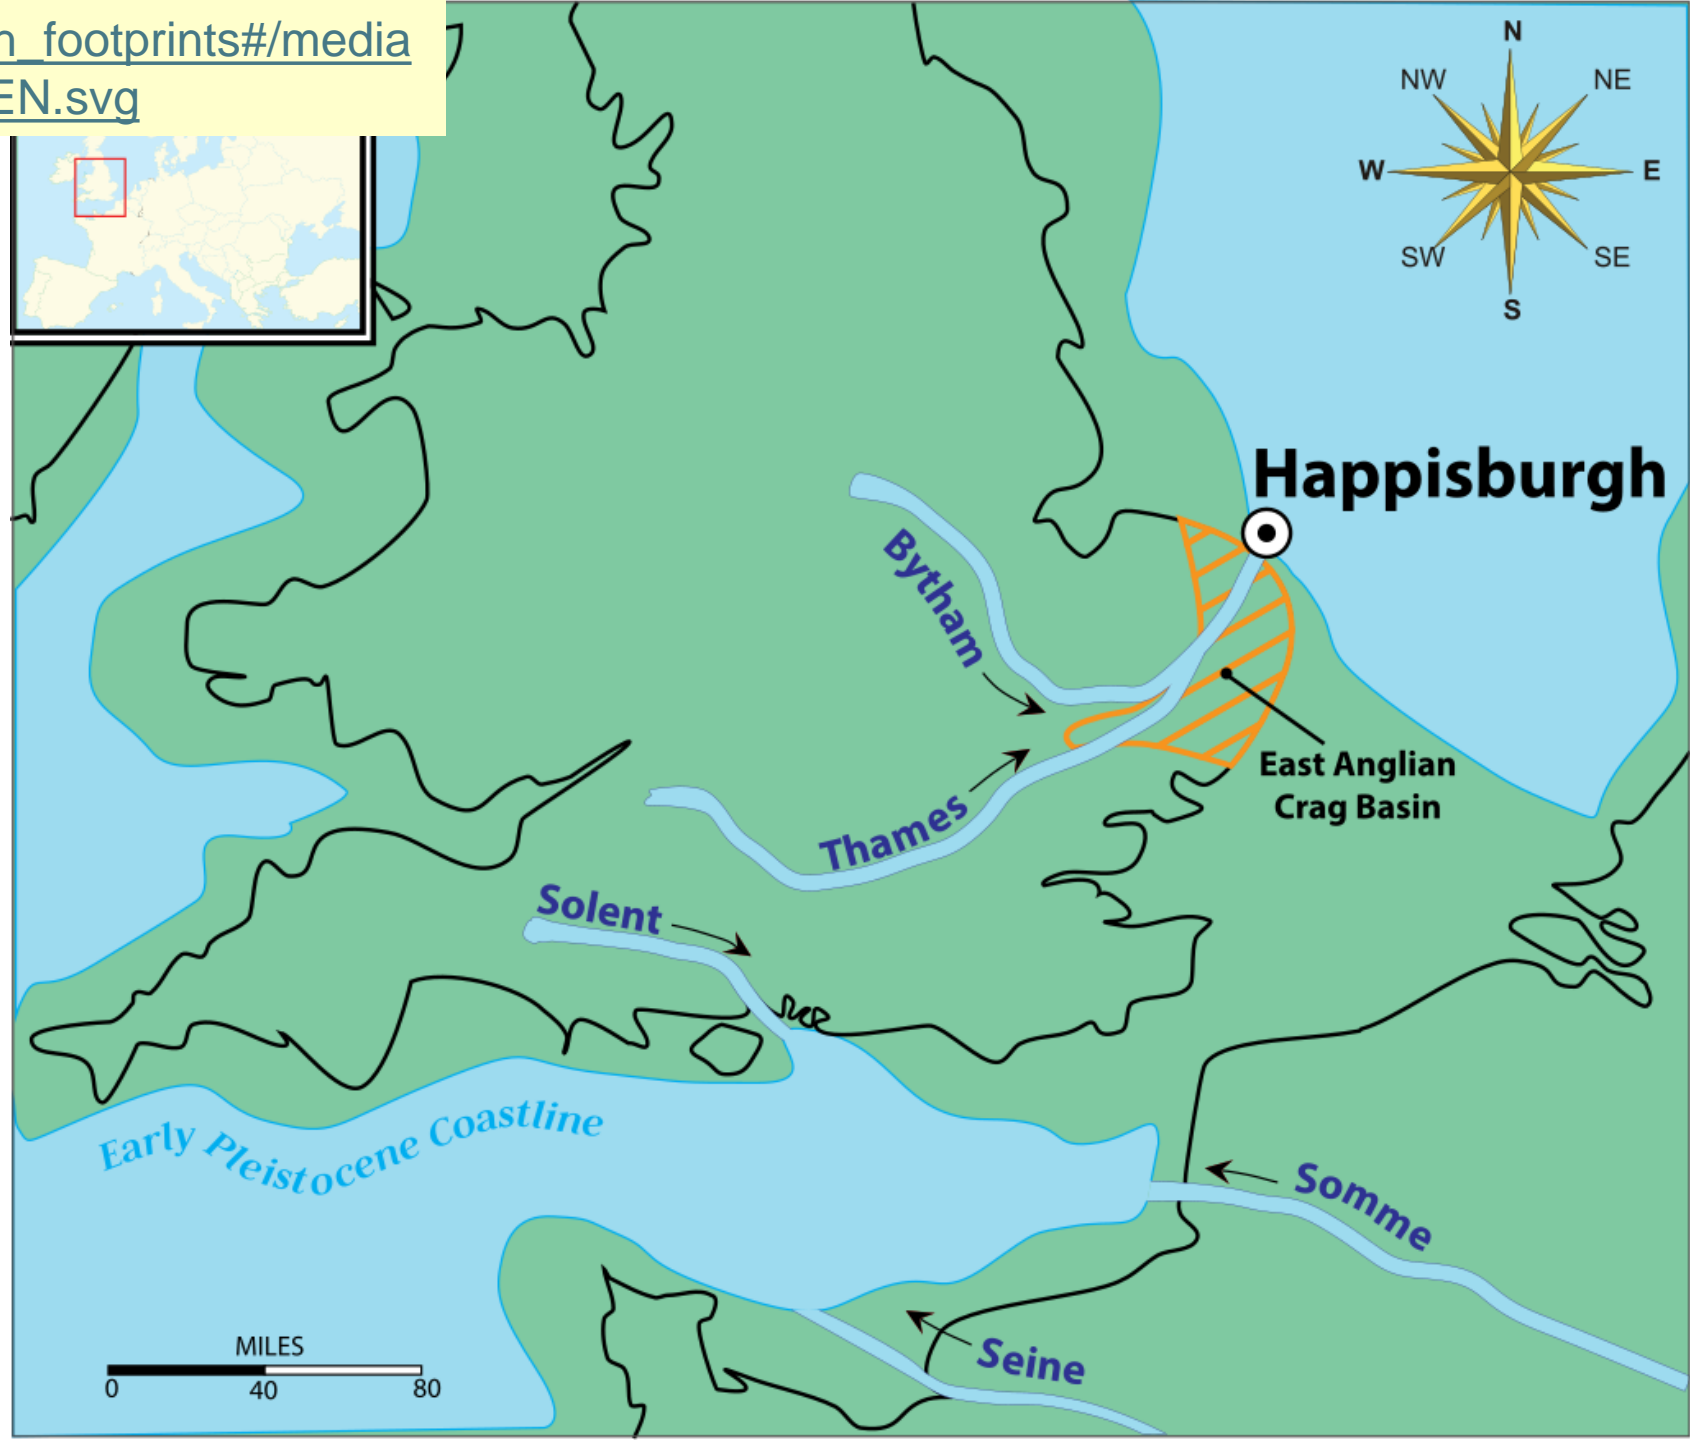 n_footprints#/media
EN.svg
N
NW
NE
W
E
SW
SE
S
Happisburgh
Bytham
East Anglian
Crag Basin
Thames
Solent
Early Pleistocene Coastline
Somme
Seine
MILES
0 40 80